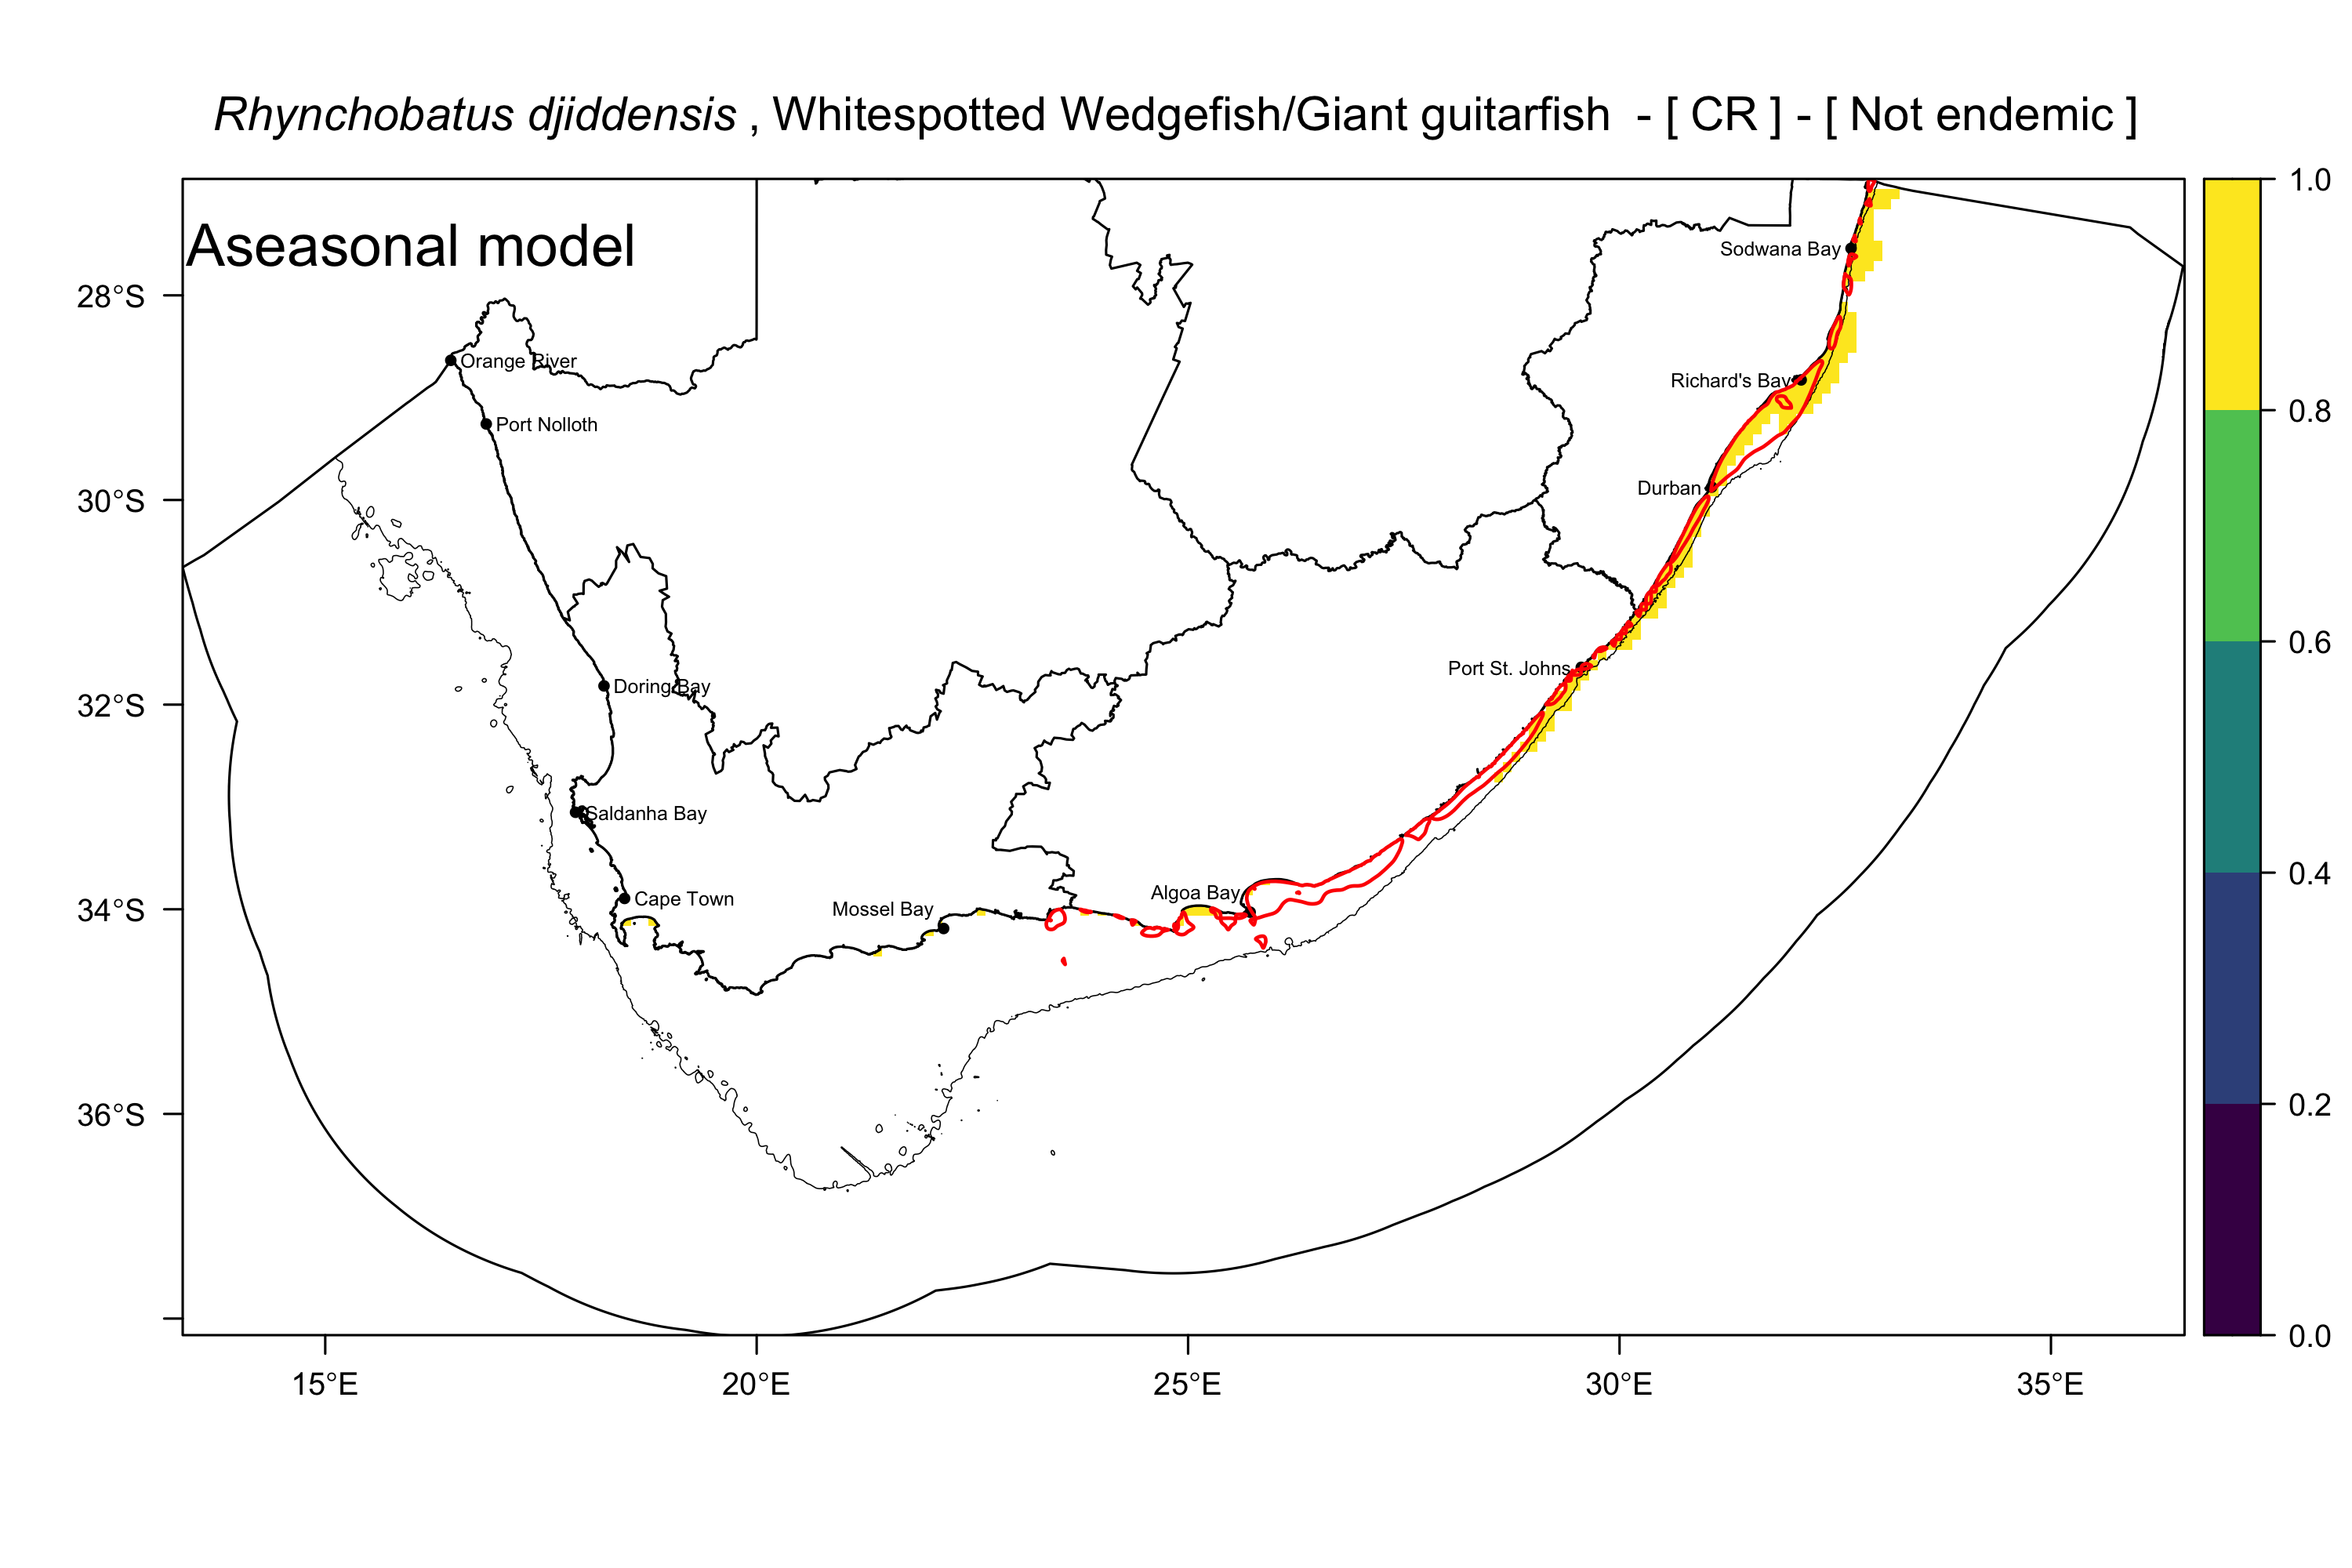 Rhynchobatus djiddensis , Whitespotted Wedgefish/Giant guitarfish - [ CR ] - [ Not endemic ]
Aseasonal model
1.0
0.8
0.6
0.4
0.2
0.0
28°S
30°S
32°S
34°S
36°S
15°E
20°E
25°E
30°E
35°E
Sodwana Bay
Orange River
Richard's Bay
Port Nolloth
Durban
Port St. Johns
Doring Bay
Saldanha Bay
Algoa Bay
Cape Town
Mossel Bay